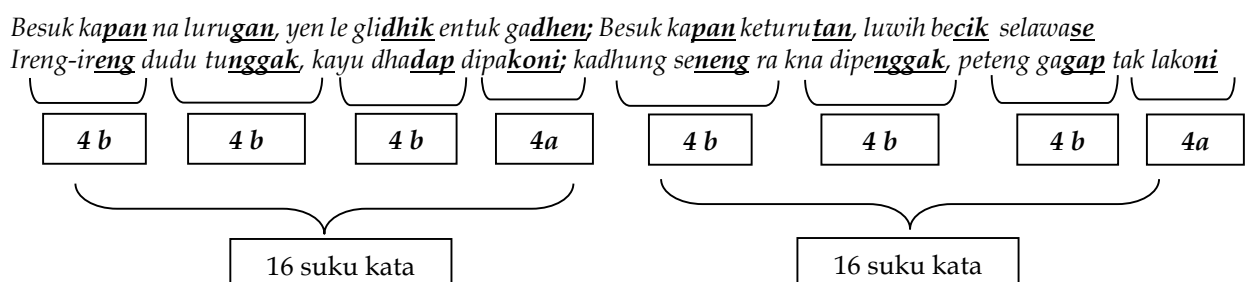 Besuk kapan na lurugan, yen le glidhik entuk gadhen; Besuk kapan keturutan, luwih becik selawase
Ireng-ireng dudu tunggak, kayu dhadap dipakoni; kadhung seneng ra kna dipenggak, peteng gagap tak lakoni
4 b 4 b 4 b 4a 4 b 4 b 4 b 4a
16 suku kata 16 suku kata